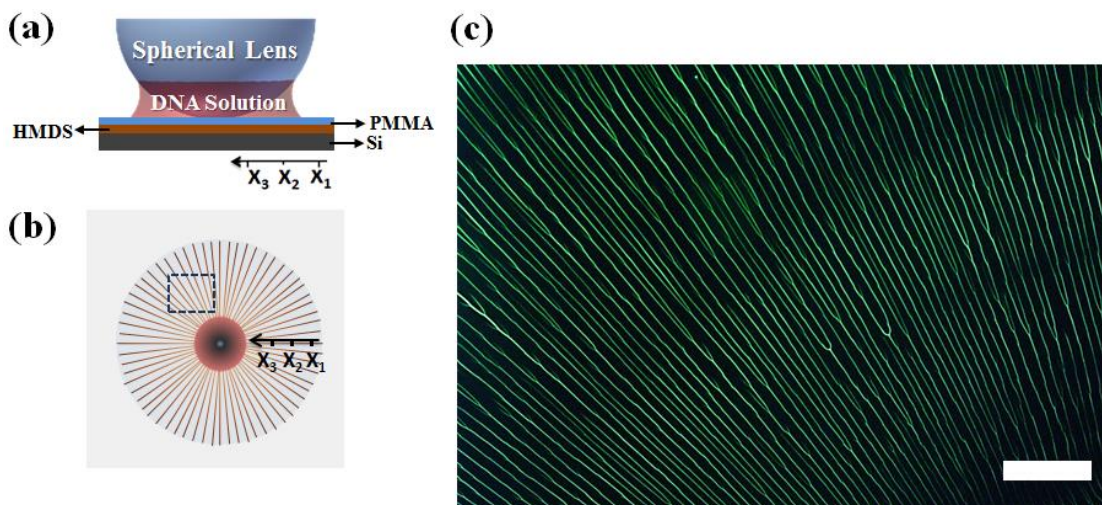 (a)
Spherical Lens
DNA Solution
HMDS
PMMA
Si
X3 X2 X1
(b)
X3 X2 X1
(c)